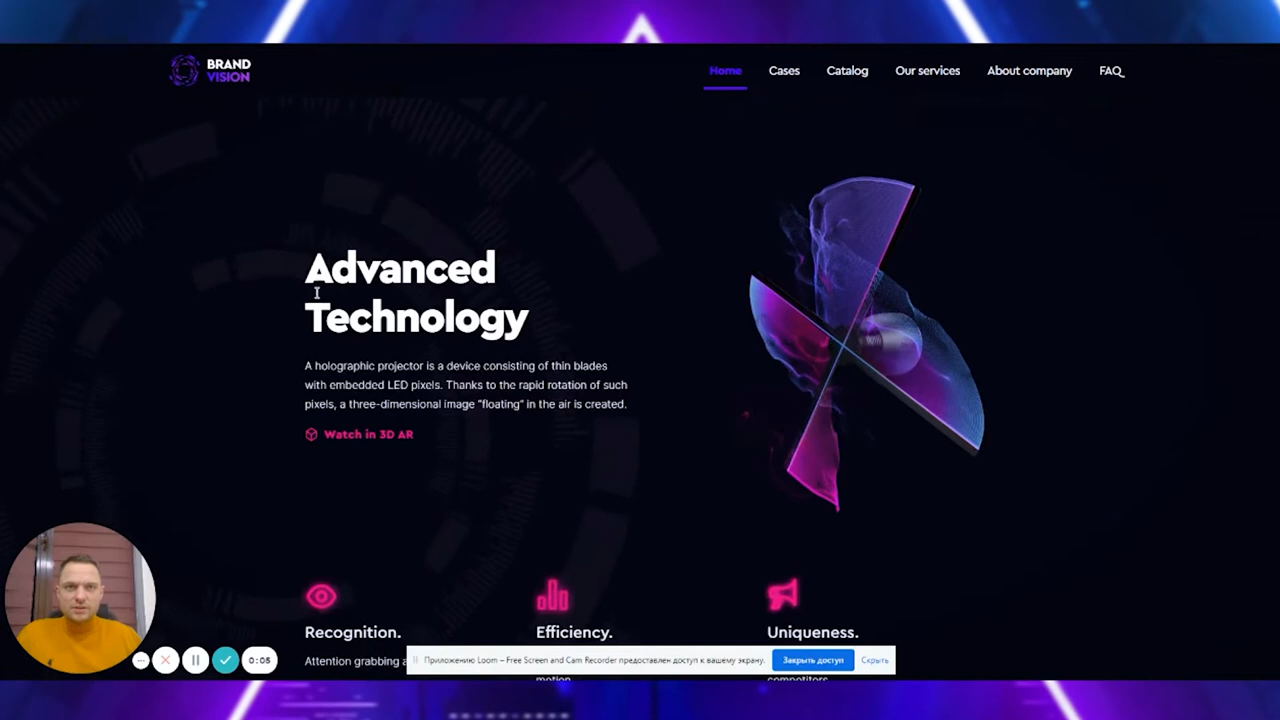 BRAND
VISION
Home
Cases
Catalog
Our services
About company
FAQ
Advanced
Technology
A holographic projector is a device consisting of thin blades
with embedded LED pixels. Thanks to the rapid rotation of such
pixels, a three-dimensional image "floating" in the air is created.
Watch in 3D AR
Recognition.
Efficiency.
Uniqueness.
Attention grabbing a
motion
competitors
0:05
Приложению Loom – Free Screen and Cam Recorder предоставлен доступ к вашему экрану.
Закрыть доступ
Скрыть